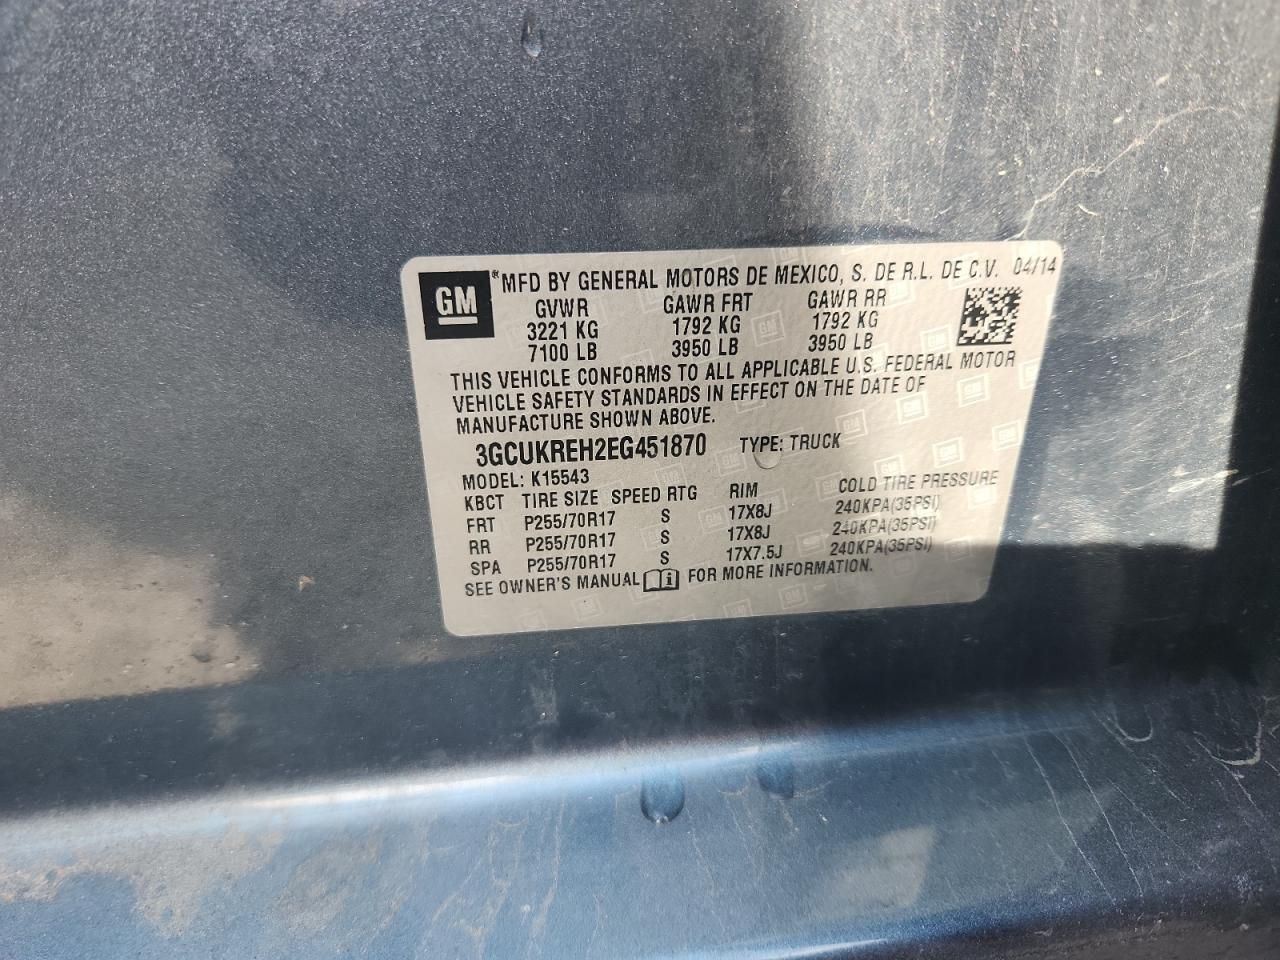 GM ® MFD BY GENERAL MOTORS DE MEXICO, S. DE R.L. DE C.V. 04/14
GVWR GAWR FRT GAWR RR
3221 KG 1792 KG 1792 KG
7100 LB 3950 LB 3950 LB
THIS VEHICLE CONFORMS TO ALL APPLICABLE U.S. FEDERAL MOTOR
VEHICLE SAFETY STANDARDS IN EFFECT ON THE DATE OF
MANUFACTURE SHOWN ABOVE.
3GCUKREH2EG451870 TYPE: TRUCK
MODEL: K15543
KBCT TIRE SIZE SPEED RTG RIM COLD TIRE PRESSURE
FRT P255/70R17 S 17X8J 240KPA(35PSI)
RR P255/70R17 S 17X8J 240KPA(35PSI)
SPA P255/70R17 S 17X7.5J 240KPA(35PSI)
SEE OWNER'S MANUAL FOR MORE INFORMATION.